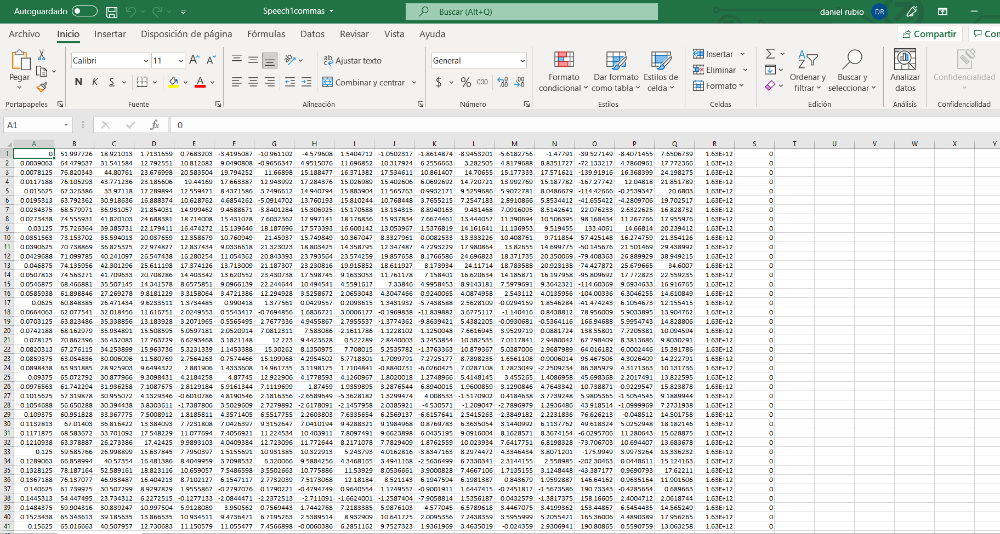 Autoguardado Speech1commas Buscar (Alt+Q) daniel rubio DR
Archivo Inicio Insertar Disposición de página Fórmulas Datos Revisar Vista Ayuda Compartir Com
Calibri 11 Ajustar texto General Insertar
Pegar N K S Combinar y centrar $ % 000 Formato condicional Dar formato como tabla Estilos de celda Eliminar Formato Ordenar y filtrar Buscar y seleccionar Analizar datos Confidencialidad
Portapapeles Fuente Alineación Número Estilos Celdas Edición Análisis Confidencialidad
A1 fx 0
A B C D E F G H I J K L M N O P Q R S T U V W X Y
1 0 51.997726 18.921013 1.7131659 0.7683203 -3.4195087 -10.961102 -4.579608 1.5404712 -1.0502317 -1.8614874 -8.9453201 -5.6182756 -1.47791 -39.527149 -8.4071455 7.6506739 1.63E+12 0
2 0.0039063 64.479637 31.541584 12.792551 10.812682 9.0490808 -0.9656347 4.9515076 11.696852 10.317924 6.2556663 3.282505 4.8179688 8.8351727 -72.133217 4.7860961 17.772366 1.63E+12 0
3 0.0078125 76.820343 44.80761 23.676998 20.583504 19.794252 11.66898 15.188477 16.371382 17.534611 10.861407 14.70655 15.177333 17.571621 -139.91916 16.368399 24.198275 1.63E+12 0
4 0.0117188 76.105293 43.771236 23.185606 19.44169 17.663387 12.943992 17.284376 15.026989 15.402606 6.0692692 14.720721 13.992769 15.187782 -167.27742 12.04818 21.851789 1.63E+12 0
5 0.015625 67.326386 33.97118 17.289894 12.559471 8.4371586 3.7496612 14.940794 15.883904 11.565763 0.9932171 9.5259686 5.9072781 8.0486679 -114.42666 -0.2539347 20.6803 1.63E+12 0
6 0.0195313 63.792362 30.918636 16.888374 10.628762 4.6854262 -5.0914702 13.760193 15.810244 10.768448 3.7655215 7.2547183 2.8910866 5.8534412 -41.655422 -4.2809706 19.702517 1.63E+12 0
7 0.0234375 68.579971 36.931057 21.854031 14.999462 9.4588671 -3.8401284 15.306925 15.170588 13.134315 8.8940163 9.431468 7.0916095 8.5142641 22.076233 2.6322625 16.828732 1.63E+12 0
8 0.0273438 74.555931 41.820103 24.688381 18.714008 15.431078 7.6032362 17.997141 18.176836 15.937834 7.6674461 13.444057 11.390694 10.506395 98.168434 11.267766 17.955976 1.63E+12 0
9 0.03125 75.726364 39.385731 22.179411 16.474272 15.139646 18.187696 17.573393 16.600142 13.053967 1.5376819 14.161641 11.136953 9.519455 133.4061 14.66814 20.239412 1.63E+12 0
10 0.0351563 73.153702 35.594013 20.037659 12.358679 10.760949 21.45937 15.749849 10.367047 8.3327961 0.0082533 13.333226 10.408761 9.711854 57.425148 16.274759 21.354126 1.63E+12 0
11 0.0390625 70.738869 36.825325 22.974827 12.837434 9.0336618 21.323023 18.803425 14.358795 12.347487 4.7293229 17.980864 13.82655 14.699775 -50.145676 21.501469 29.438992 1.63E+12 0
12 0.0429688 71.099785 40.241097 26.547438 16.280254 11.054362 20.843393 23.793564 23.574259 19.857658 8.1766586 24.696823 18.371735 20.350069 -79.408363 26.889929 38.949215 1.63E+12 0
13 0.046875 74.135956 42.301296 25.611198 17.374126 13.713009 21.187307 23.230816 19.915852 18.611927 8.173934 24.11714 18.783588 20.923138 -74.427872 25.679665 34.6007 1.63E+12 0
14 0.0507813 74.563271 41.709633 20.708286 14.403342 13.620552 23.430738 17.598745 9.1633053 11.761178 7.158401 16.620634 14.185871 16.197958 -95.809692 17.772823 22.559235 1.63E+12 0
15 0.0546875 68.466881 35.507145 14.341578 8.6575851 9.0966139 22.244644 10.494541 4.5591617 7.33846 4.9958453 8.9143181 7.5979691 9.3642321 -114.60369 9.6934633 16.916765 1.63E+12 0
16 0.0585938 61.898846 27.269278 9.8181229 3.3158064 3.4721386 12.294928 3.5258672 2.0653043 4.3047466 0.9240065 4.0874958 2.543112 4.0135956 -104.00336 6.3046255 14.610849 1.63E+12 0
17 0.0625 60.848385 26.471434 9.6233511 1.3734485 0.990418 1.377561 0.0429557 0.2093615 1.3431932 -5.7438588 2.5628109 -0.0294159 1.8546284 -41.474243 6.1054673 12.155415 1.63E+12 0
18 0.0664063 62.077541 32.018456 11.616751 2.0249553 0.5543417 -0.7694856 1.6836721 3.0006177 -0.1969838 -11.839882 3.6775117 -1.140416 0.8438812 78.956009 5.9033895 13.904762 1.63E+12 0
19 0.0703125 63.823486 35.338856 13.183928 3.2071965 0.5565495 2.7677336 4.9455867 2.7955537 -1.3774362 -9.8639421 5.4382205 -0.0930681 -0.5364116 166.94688 5.9954743 14.828806 1.63E+12 0
20 0.0742188 68.162979 35.934891 15.508595 5.0597181 2.0520914 7.0812311 7.583086 -2.1611786 -1.1228102 -1.1250048 7.6616945 3.9529719 0.0881724 138.55801 7.7205381 10.094594 1.63E+12 0
21 0.078125 70.862396 36.432083 17.763729 6.6293468 3.1821148 12.223 9.4423628 0.522289 2.8440003 3.2453854 10.382535 7.0117841 2.9480042 67.798409 8.3813686 9.8030291 1.63E+12 0
22 0.0820313 67.276115 34.253899 15.963736 5.3231339 1.1453388 15.30262 8.1350975 7.708015 5.2535782 -1.3763363 10.879367 5.0387006 2.9687989 64.016182 6.0002446 15.391786 1.63E+12 0
23 0.0859375 63.054836 30.006096 11.580769 2.7564263 -0.7574466 15.199968 4.2954502 5.7718301 1.7099791 -7.2725177 8.7898235 1.6561108 -0.9006014 95.467506 4.3026409 14.222791 1.63E+12 0
24 0.0898438 63.931885 28.925903 9.6494322 2.881906 1.4333608 14.961735 3.1198175 1.7104841 -0.8840731 -6.0260425 7.0287108 1.7823049 -2.2509234 86.385979 4.3171363 10.131736 1.63E+12 0
25 0.09375 65.072792 30.877966 9.3098431 4.2184258 4.87745 12.922906 4.1778593 4.1260967 1.8020018 1.2748966 5.4148145 3.455265 1.4086958 45.698368 2.2017491 13.822595 1.63E+12 0
26 0.0976563 61.742294 31.936258 7.1087675 2.8129184 5.9161344 7.1119699 1.87459 1.9359895 3.2876544 6.8940015 1.9600859 3.1290846 4.7643342 10.738871 -0.9229547 15.823878 1.63E+12 0
27 0.1015625 57.319878 30.955072 4.1329346 -0.6010786 4.8190546 2.1816356 -2.6589649 -5.3628182 1.3299474 4.008533 -1.5170902 0.4184638 3.7739248 5.9805365 -1.5054545 9.1889944 1.63E+12 0
28 0.1054688 56.650288 30.394438 3.8303611 -1.7387806 3.5029609 2.7279892 -2.6178091 -2.1457958 2.0385921 -4.530571 -1.209047 -2.7896979 1.2936486 43.918514 -1.0999969 7.2731938 1.63E+12 0
29 0.109375 60.951828 33.367775 7.5008912 1.8185811 4.3571405 6.5517755 2.2603803 7.6335654 6.2569137 -6.6157641 2.5415263 -2.3849182 2.2231836 76.626213 -0.048512 14.501758 1.63E+12 0
30 0.1132813 67.01403 36.816422 13.384093 7.7231808 7.0426397 9.3152647 7.0410194 9.4288321 9.1984968 0.8769783 6.3635054 3.1440992 6.1137762 49.618324 5.0252948 18.182146 1.63E+12 0
31 0.1171875 68.583672 33.701092 17.548229 11.077694 7.4056921 11.224534 10.403911 7.8097491 9.6623898 6.0435195 9.0916004 8.1628571 8.3674154 -6.0295706 11.280643 15.628875 1.63E+12 0
32 0.1210938 63.378887 26.273386 17.42425 9.9893103 4.0409384 12.723096 11.772644 8.2171078 7.7829409 1.8762559 10.023934 7.6417751 6.8198328 -73.706703 10.694407 13.683678 1.63E+12 0
33 0.125 59.585766 26.998899 15.637845 7.7950397 1.5155691 10.931385 10.322913 5.243793 4.0162816 -3.8347163 8.2974472 4.3346434 3.8071201 -175.9949 3.9973264 13.336232 1.63E+12 0
34 0.1289063 66.858994 40.57354 16.481386 8.4049959 3.7098532 6.320066 9.5884256 4.3468165 3.4941168 -2.5636499 6.7330341 2.3144155 2.558985 -202.30463 0.0448611 15.124163 1.63E+12 0
35 0.1328125 78.187164 52.589161 18.823116 10.659057 7.5486598 3.5502663 10.775886 11.53929 8.0536661 3.9000828 7.4667106 1.7135155 3.1248448 -43.387177 0.9690793 17.62211 1.63E+12 0
36 0.1367188 76.137077 46.933487 16.404213 8.7102127 6.1547117 2.7732039 7.5173068 12.18184 8.521143 6.1947594 6.1981387 0.843679 1.9592887 146.64162 0.9635164 11.901506 1.63E+12 0
37 0.140625 61.739975 30.507299 8.9297829 1.9555867 -0.2797076 0.1790221 -0.4794749 0.9640554 1.1749557 -0.9001911 1.6447415 -0.7451817 -1.5673586 190.73343 -0.4285654 0.689663 1.63E+12 0
38 0.1445313 54.447495 23.734312 6.2272515 -0.1277133 -2.0844471 -2.2372513 -2.711091 -1.6624001 -1.2587404 -7.9058814 1.5356187 0.0432579 -1.3817375 158.16605 2.4004712 2.0618744 1.63E+12 0
39 0.1484375 59.904316 30.839247 10.997504 5.9128089 3.950562 0.7569443 1.7442768 7.2183385 5.9876103 -4.577045 6.5789618 3.4467075 3.4199362 153.44867 6.5454435 14.565249 1.63E+12 0
40 0.1523438 65.343613 39.185635 13.866535 10.934511 9.4736471 6.7195263 2.5389514 8.932909 10.641725 2.0095356 7.2438359 3.5955999 5.2055421 165.36006 4.4890389 17.956265 1.63E+12 0
41 0.15625 65.016663 40.507957 12.730683 11.150579 11.055477 7.4566898 -0.0060386 6.2851162 9.7527323 1.9361969 3.4635019 -0.024359 2.9306941 190.80865 0.5590759 13.063258 1.63E+12 0